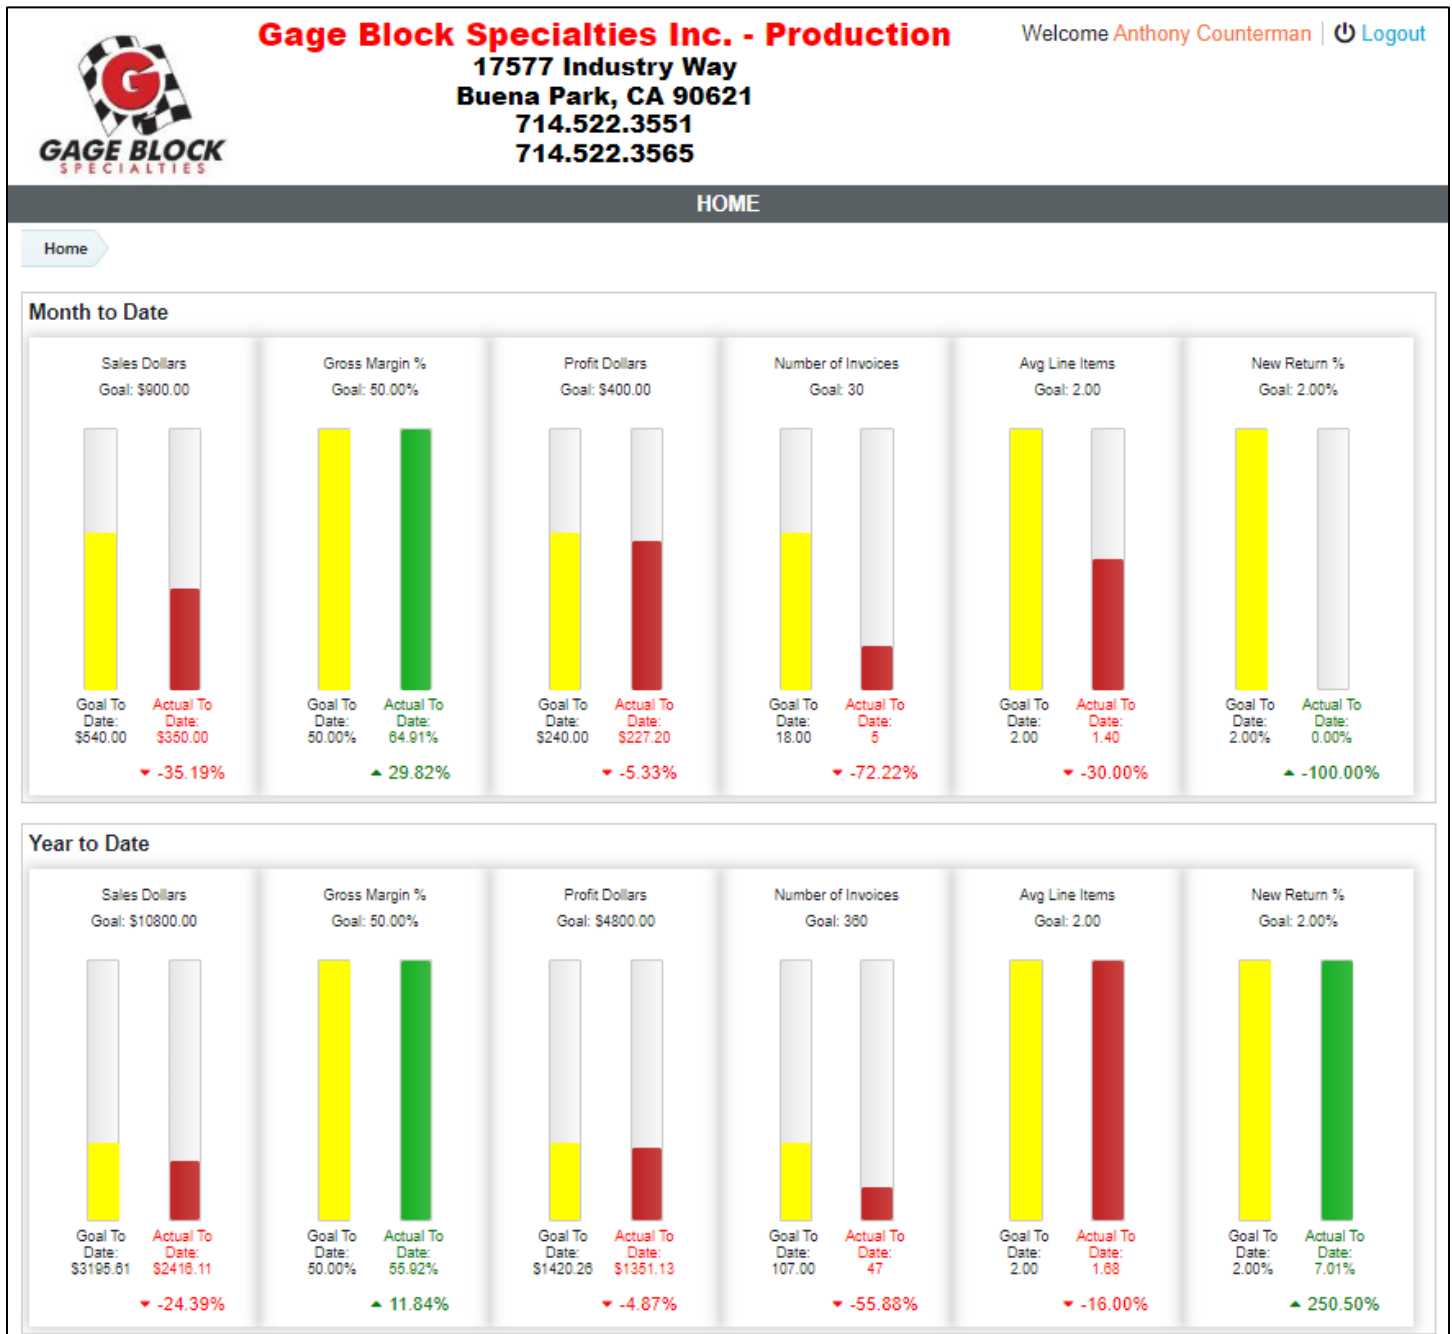 GAGE BLOCK
SPECIALTIES
Gage Block Specialties Inc. - Production
17577 Industry Way
Buena Park, CA 90621
714.522.3551
714.522.3565
Welcome Anthony Counterman | Logout
HOME
Home
Month to Date
Sales Dollars
Goal: $900.00
Goal To Date: $540.00
Actual To Date: $350.00
-35.19%
Gross Margin %
Goal: 50.00%
Goal To Date: 50.00%
Actual To Date: 64.91%
29.82%
Profit Dollars
Goal: $400.00
Goal To Date: $240.00
Actual To Date: $227.20
-5.33%
Number of Invoices
Goal: 30
Goal To Date: 18.00
Actual To Date: 5
-72.22%
Avg Line Items
Goal: 2.00
Goal To Date: 2.00
Actual To Date: 1.40
-30.00%
New Return %
Goal: 2.00%
Goal To Date: 2.00%
Actual To Date: 0.00%
-100.00%
Year to Date
Sales Dollars
Goal: $10800.00
Goal To Date: $3195.61
Actual To Date: $2416.11
-24.39%
Gross Margin %
Goal: 50.00%
Goal To Date: 50.00%
Actual To Date: 55.92%
11.84%
Profit Dollars
Goal: $4800.00
Goal To Date: $1420.26
Actual To Date: $1351.13
-4.87%
Number of Invoices
Goal: 360
Goal To Date: 107.00
Actual To Date: 47
-55.88%
Avg Line Items
Goal: 2.00
Goal To Date: 2.00
Actual To Date: 1.68
-16.00%
New Return %
Goal: 2.00%
Goal To Date: 2.00%
Actual To Date: 7.01%
250.50%